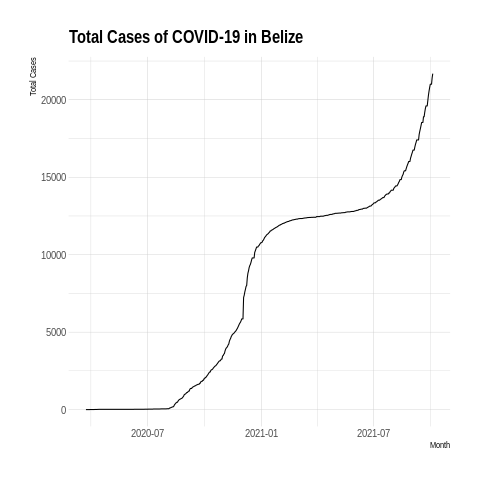 Total Cases of COVID-19 in Belize
Total Cases
20000
15000
10000
5000
0
2020-07
2021-01
2021-07
Month